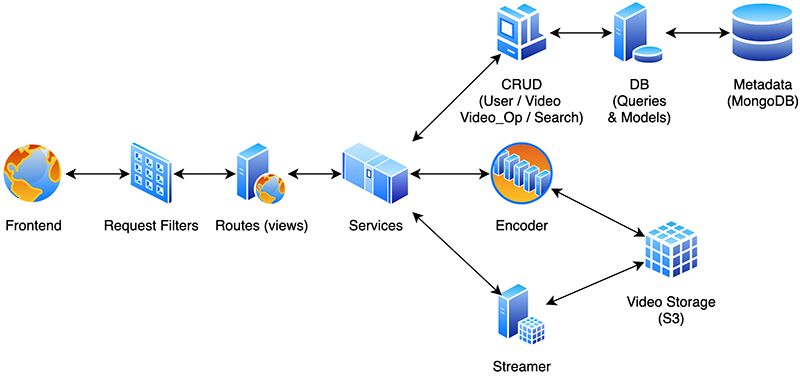 CRUD
(User / Video
Video_Op / Search)
DB
(Queries
& Models)
Metadata
(MongoDB)
Frontend
Request Filters
Routes (views)
Services
Encoder
Video Storage
(S3)
Streamer